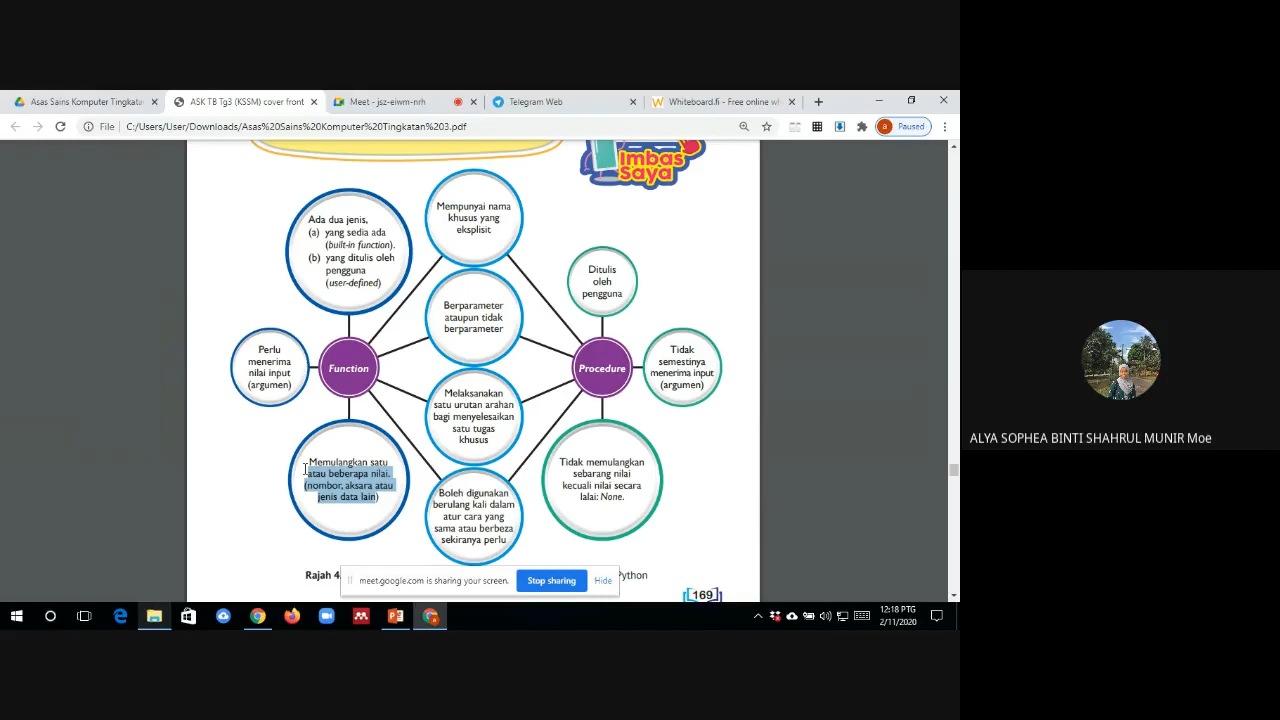 Asas Sains Komputer Tingkata
ASK TB Tg3 (KSSM) cover front
Meet - jsz-eiwm-nrh
Telegram Web
Whiteboard.fi - Free online wh
File
C:/Users/User/Downloads/Asas%20Sains%20Komputer%20Tingkatan%203.pdf
a
Paused
Imbas
Saya
Ada dua jenis,
(a) yang sedia ada
(built-in function).
(b) yang ditulis oleh
pengguna
(user-defined)
Mempunyai nama
khusus yang
eksplisit
Ditulis
oleh
pengguna
Berparameter
ataupun tidak
berparameter
Perlu
menerima
nilai input
(argumen)
Function
Procedure
Tidak
semestinya
menerima input
(argumen)
Melaksanakan
satu urutan arahan
bagi menyelesaikan
satu tugas
khusus
Memulangkan satu
atau beberapa nilai.
(nombor, aksara atau
jenis data lain)
Tidak memulangkan
sebarang nilai
kecuali nilai secara
lalai: None.
Boleh digunakan
berulang kali dalam
atur cara yang
sama atau berbeza
sekiranya perlu
Rajah 4.
Python
meet.google.com is sharing your screen.
Stop sharing
Hide
169
12:18 PTG
2/11/2020
ALYA SOPHEA BINTI SHAHRUL MUNIR Moe